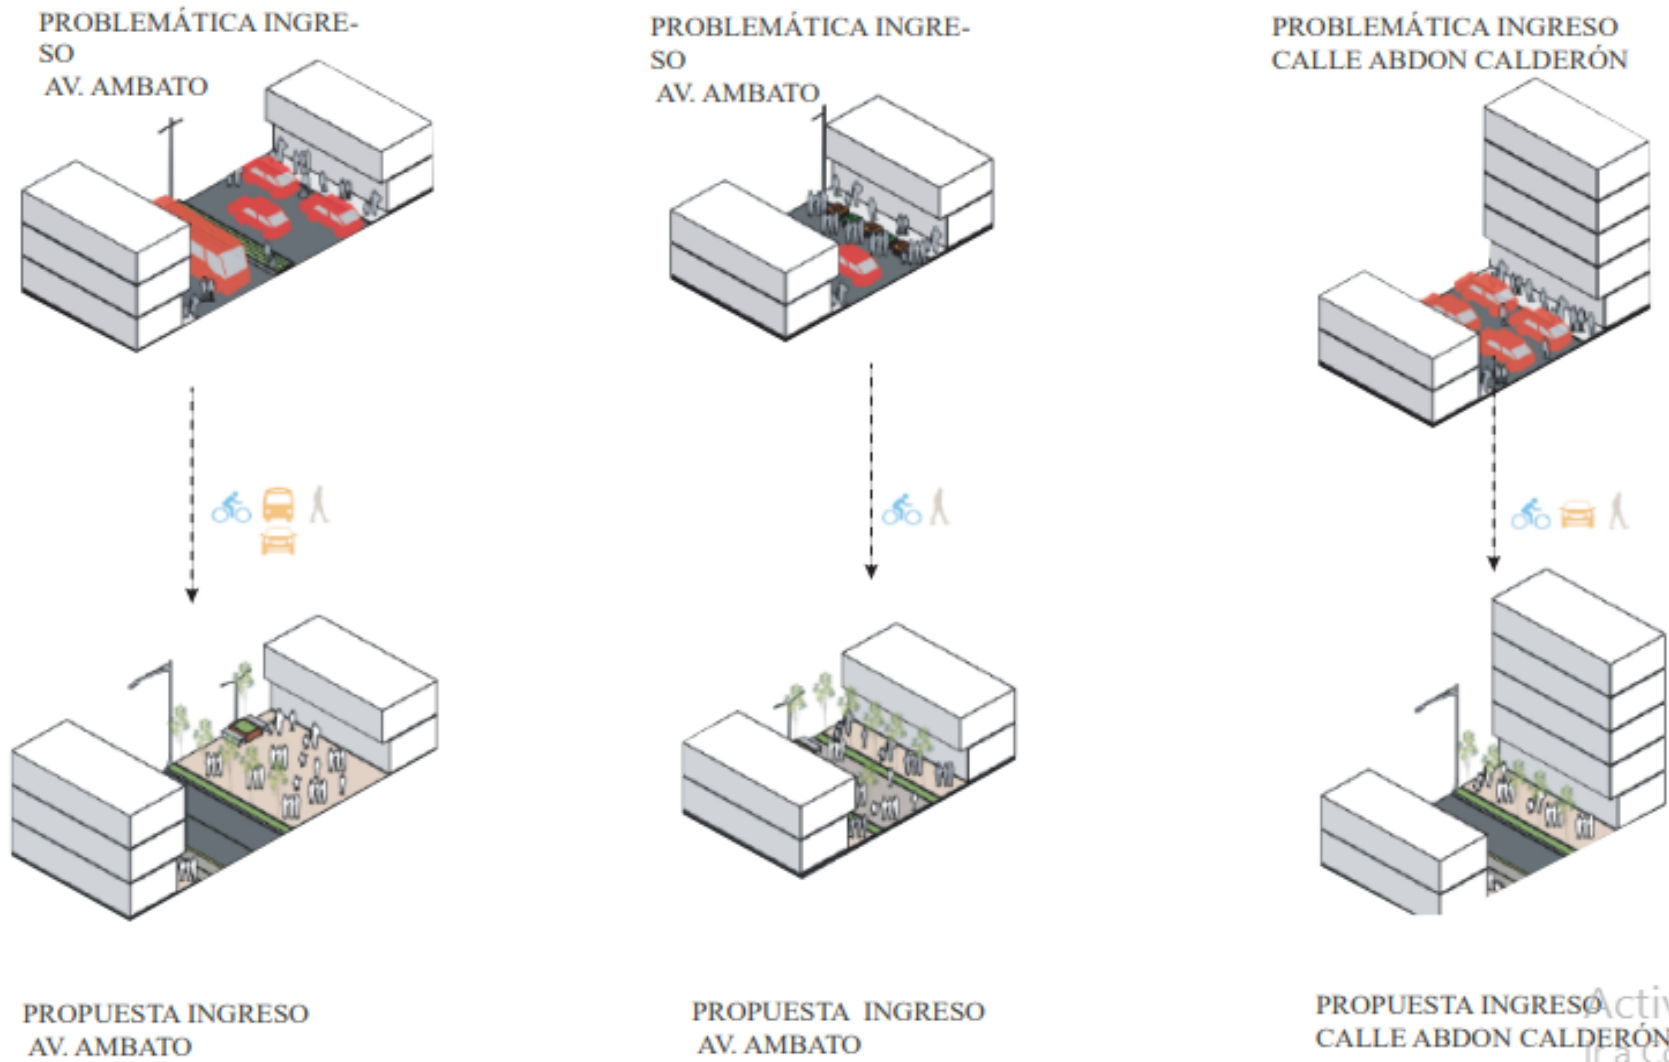 PROBLEMÁTICA INGRE-
SO
AV. AMBATO
PROBLEMÁTICA INGRE-
SO
AV. AMBATO
PROBLEMÁTICA INGRESO
CALLE ABDON CALDERÓN
PROPUESTA INGRESO
AV. AMBATO
PROPUESTA INGRESO
AV. AMBATO
PROPUESTA INGRESO
CALLE ABDON CALDERÓN
Activ